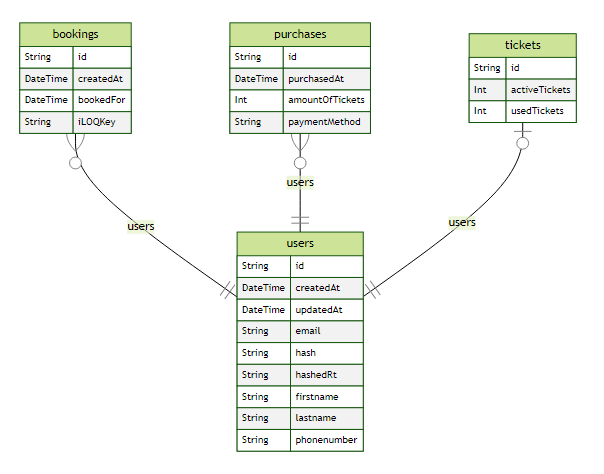 bookings
String id
DateTime createdAt
DateTime bookedFor
String iLOQKey
purchases
String id
DateTime purchasedAt
Int amountOfTickets
String paymentMethod
tickets
String id
Int activeTickets
Int usedTickets
users
users
users
users
String id
DateTime createdAt
DateTime updatedAt
String email
String hash
String hashedRt
String firstname
String lastname
String phonenumber